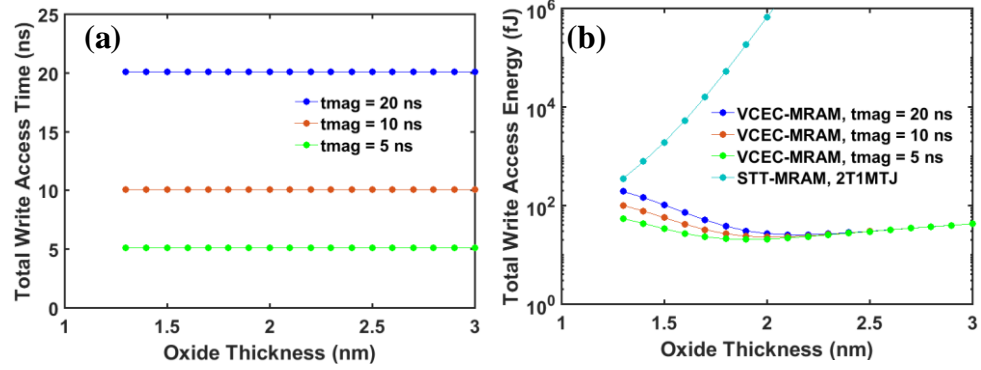 (a)
Total Write Access Time (ns)
25
20
15
10
5
0
tmag = 20 ns
tmag = 10 ns
tmag = 5 ns
1
1.5
2
2.5
3
Oxide Thickness (nm)
(b)
Total Write Access Energy (fJ)
10^6
10^4
10^2
10^0
VCEC-MRAM, tmag = 20 ns
VCEC-MRAM, tmag = 10 ns
VCEC-MRAM, tmag = 5 ns
STT-MRAM, 2T1MTJ
1
1.5
2
2.5
3
Oxide Thickness (nm)